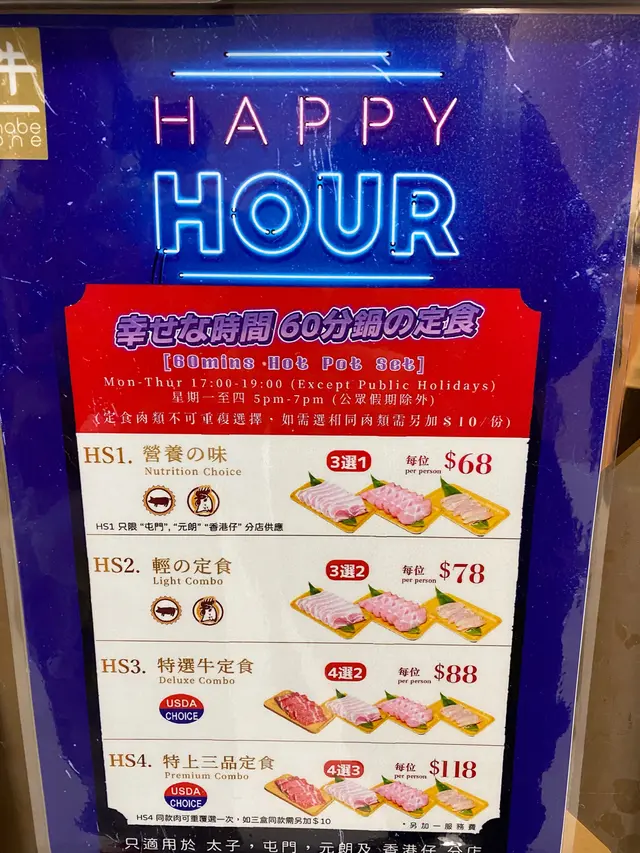 牛
nabe
one
HAPPY
HOUR
幸せな時間 60分鍋の定食
[60mins Hot Pot Set]
Mon-Thur 17:00-19:00 (Except Public Holidays)
星期一至四 5pm-7pm (公眾假期除外)
(定食肉類不可重複選擇、如需選相同肉類需另加$10/份)
HS1. 營養の味 3選1 每位 $68
Nutrition Choice per person
HS1 只限 “屯門”, “元朗” “香港仔” 分店供應
HS2. 輕の定食 3選2 每位 $78
Light Combo per person
HS3. 特選牛定食 4選2 每位 $88
Deluxe Combo per person
USDA
CHOICE
HS4. 特上三品定食 4選3 每位 $118
Premium Combo per person
USDA
CHOICE
HS4 同款肉可重覆選一次，如三盒同款需另加$10
*另加一服務費
只適用於 太子，屯門，元朗及 香港仔 分店